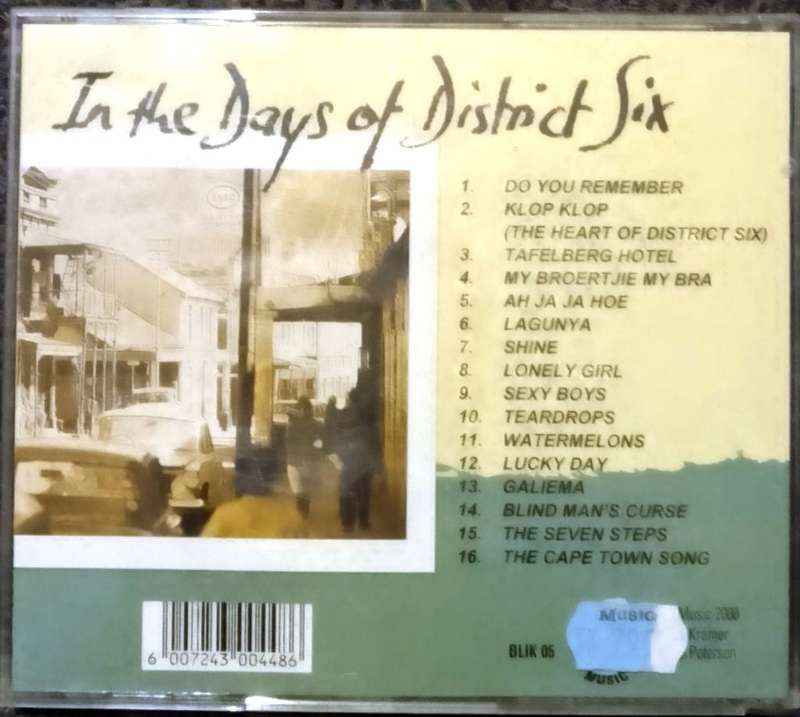 In the Days of District Six
1. DO YOU REMEMBER
2. KLOP KLOP
(THE HEART OF DISTRICT SIX)
3. TAFELBERG HOTEL
4. MY BROERTJIE MY BRA
5. AH JA JA HOE
6. LAGUNYA
7. SHINE
8. LONELY GIRL
9. SEXY BOYS
10. TEARDROPS
11. WATERMELONS
12. LUCKY DAY
13. GALIEMA
14. BLIND MAN'S CURSE
15. THE SEVEN STEPS
16. THE CAPE TOWN SONG
6 007243 004486
BLIK 05
MUSIC
MUSIC
Music 2000
Kramer
Peterson